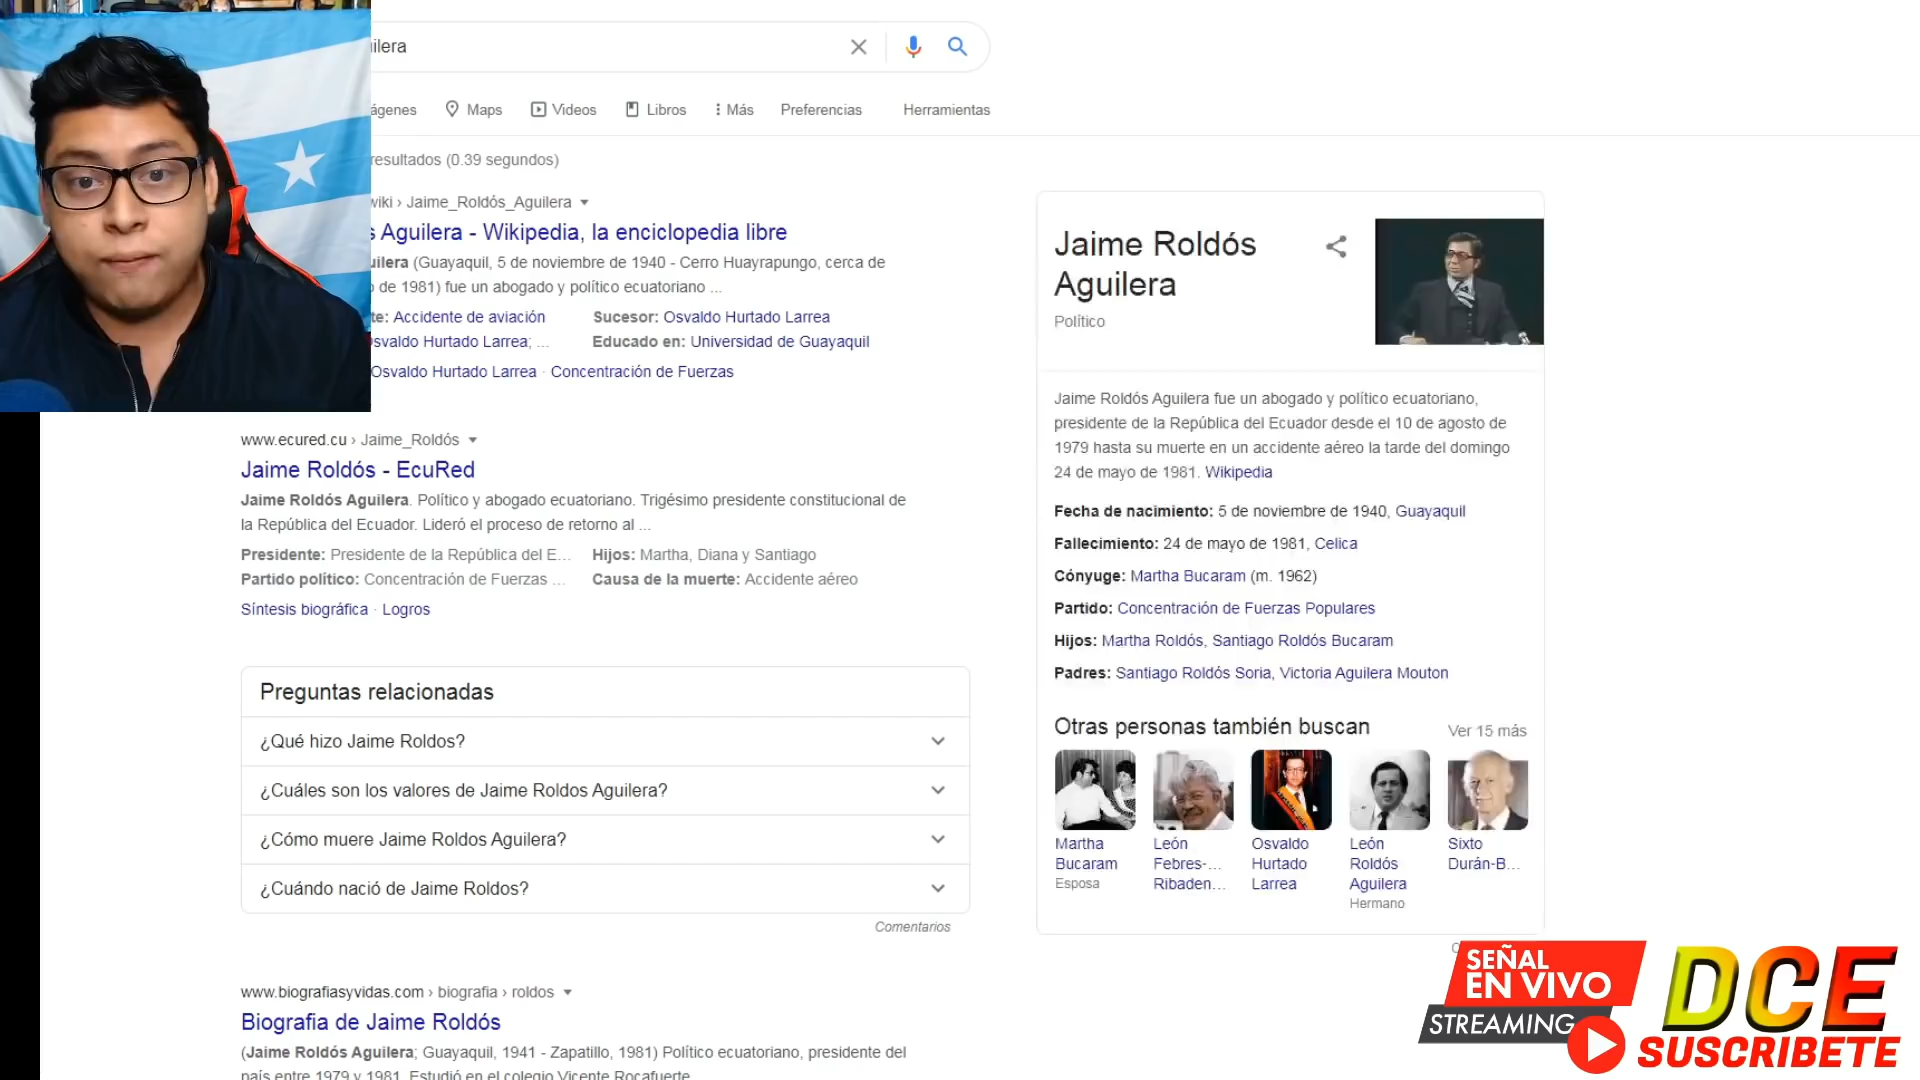 ilera
ágenes
Maps
Videos
Libros
Más
Preferencias
Herramientas
resultados (0.39 segundos)
wiki › Jaime_Roldós_Aguilera
s Aguilera - Wikipedia, la enciclopedia libre
uilera (Guayaquil, 5 de noviembre de 1940 - Cerro Huayrapungo, cerca de
o de 1981) fue un abogado y político ecuatoriano ...
te: Accidente de aviación
Sucesor: Osvaldo Hurtado Larrea
Osvaldo Hurtado Larrea; ...
Educado en: Universidad de Guayaquil
Osvaldo Hurtado Larrea · Concentración de Fuerzas
www.ecured.cu › Jaime_Roldós
Jaime Roldós - EcuRed
Jaime Roldós Aguilera. Político y abogado ecuatoriano. Trigésimo presidente constitucional de
la República del Ecuador. Lideró el proceso de retorno al ...
Presidente: Presidente de la República del E...
Hijos: Martha, Diana y Santiago
Partido político: Concentración de Fuerzas ...
Causa de la muerte: Accidente aéreo
Síntesis biográfica · Logros
Preguntas relacionadas
¿Qué hizo Jaime Roldos?
¿Cuáles son los valores de Jaime Roldos Aguilera?
¿Cómo muere Jaime Roldos Aguilera?
¿Cuándo nació de Jaime Roldos?
Comentarios
www.biografiasyvidas.com › biografia › roldos
Biografia de Jaime Roldós
(Jaime Roldós Aguilera; Guayaquil, 1941 - Zapatillo, 1981) Político ecuatoriano, presidente del
país entre 1979 y 1981. Estudió en el colegio Vicente Rocafuerte
Jaime Roldós
Aguilera
Político
Jaime Roldós Aguilera fue un abogado y político ecuatoriano,
presidente de la República del Ecuador desde el 10 de agosto de
1979 hasta su muerte en un accidente aéreo la tarde del domingo
24 de mayo de 1981. Wikipedia
Fecha de nacimiento: 5 de noviembre de 1940, Guayaquil
Fallecimiento: 24 de mayo de 1981, Celica
Cónyuge: Martha Bucaram (m. 1962)
Partido: Concentración de Fuerzas Populares
Hijos: Martha Roldós, Santiago Roldós Bucaram
Padres: Santiago Roldós Soria, Victoria Aguilera Mouton
Otras personas también buscan
Ver 15 más
Martha
Bucaram
Esposa
León
Febres-...
Ribaden...
Osvaldo
Hurtado
Larrea
León
Roldós
Aguilera
Hermano
Sixto
Durán-B...
SEÑAL
EN VIVO
STREAMING
DCE
SUSCRIBETE